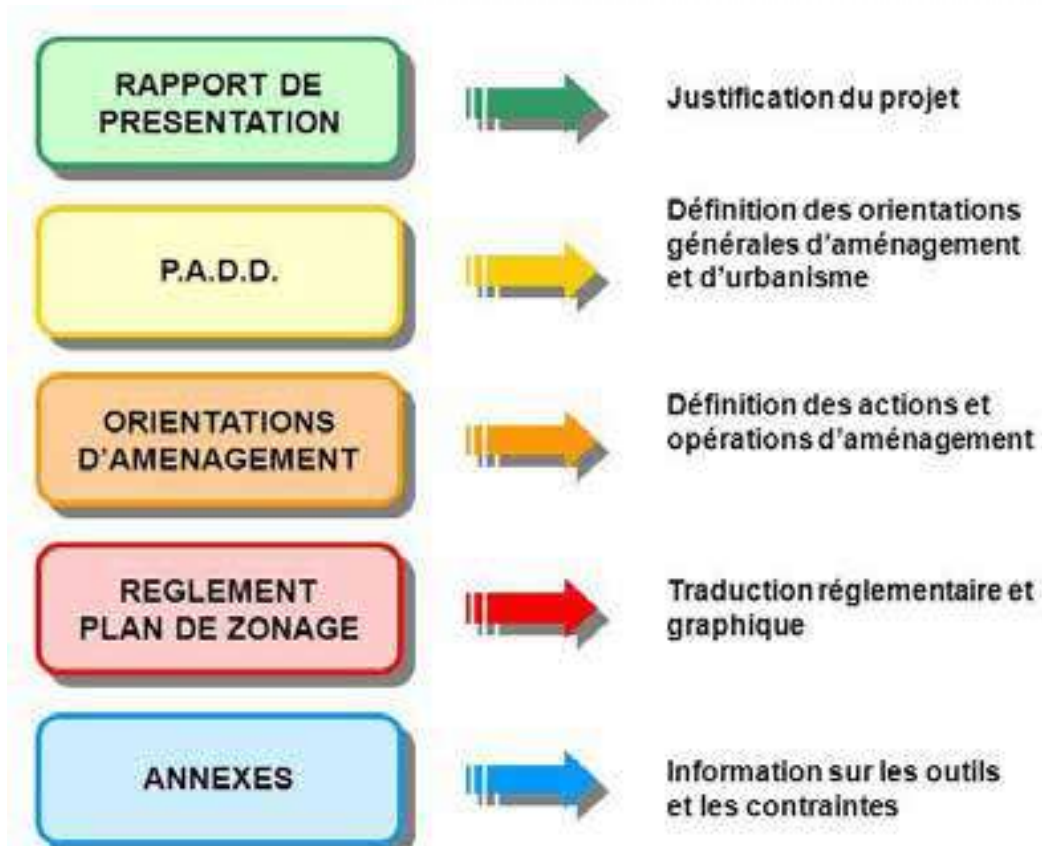 RAPPORT DE
PRESENTATION
Justification du projet
P.A.D.D.
Définition des orientations
générales d'aménagement
et d'urbanisme
ORIENTATIONS
D'AMENAGEMENT
Définition des actions et
opérations d'aménagement
REGLEMENT
PLAN DE ZONAGE
Traduction réglementaire et
graphique
ANNEXES
Information sur les outils
et les contraintes